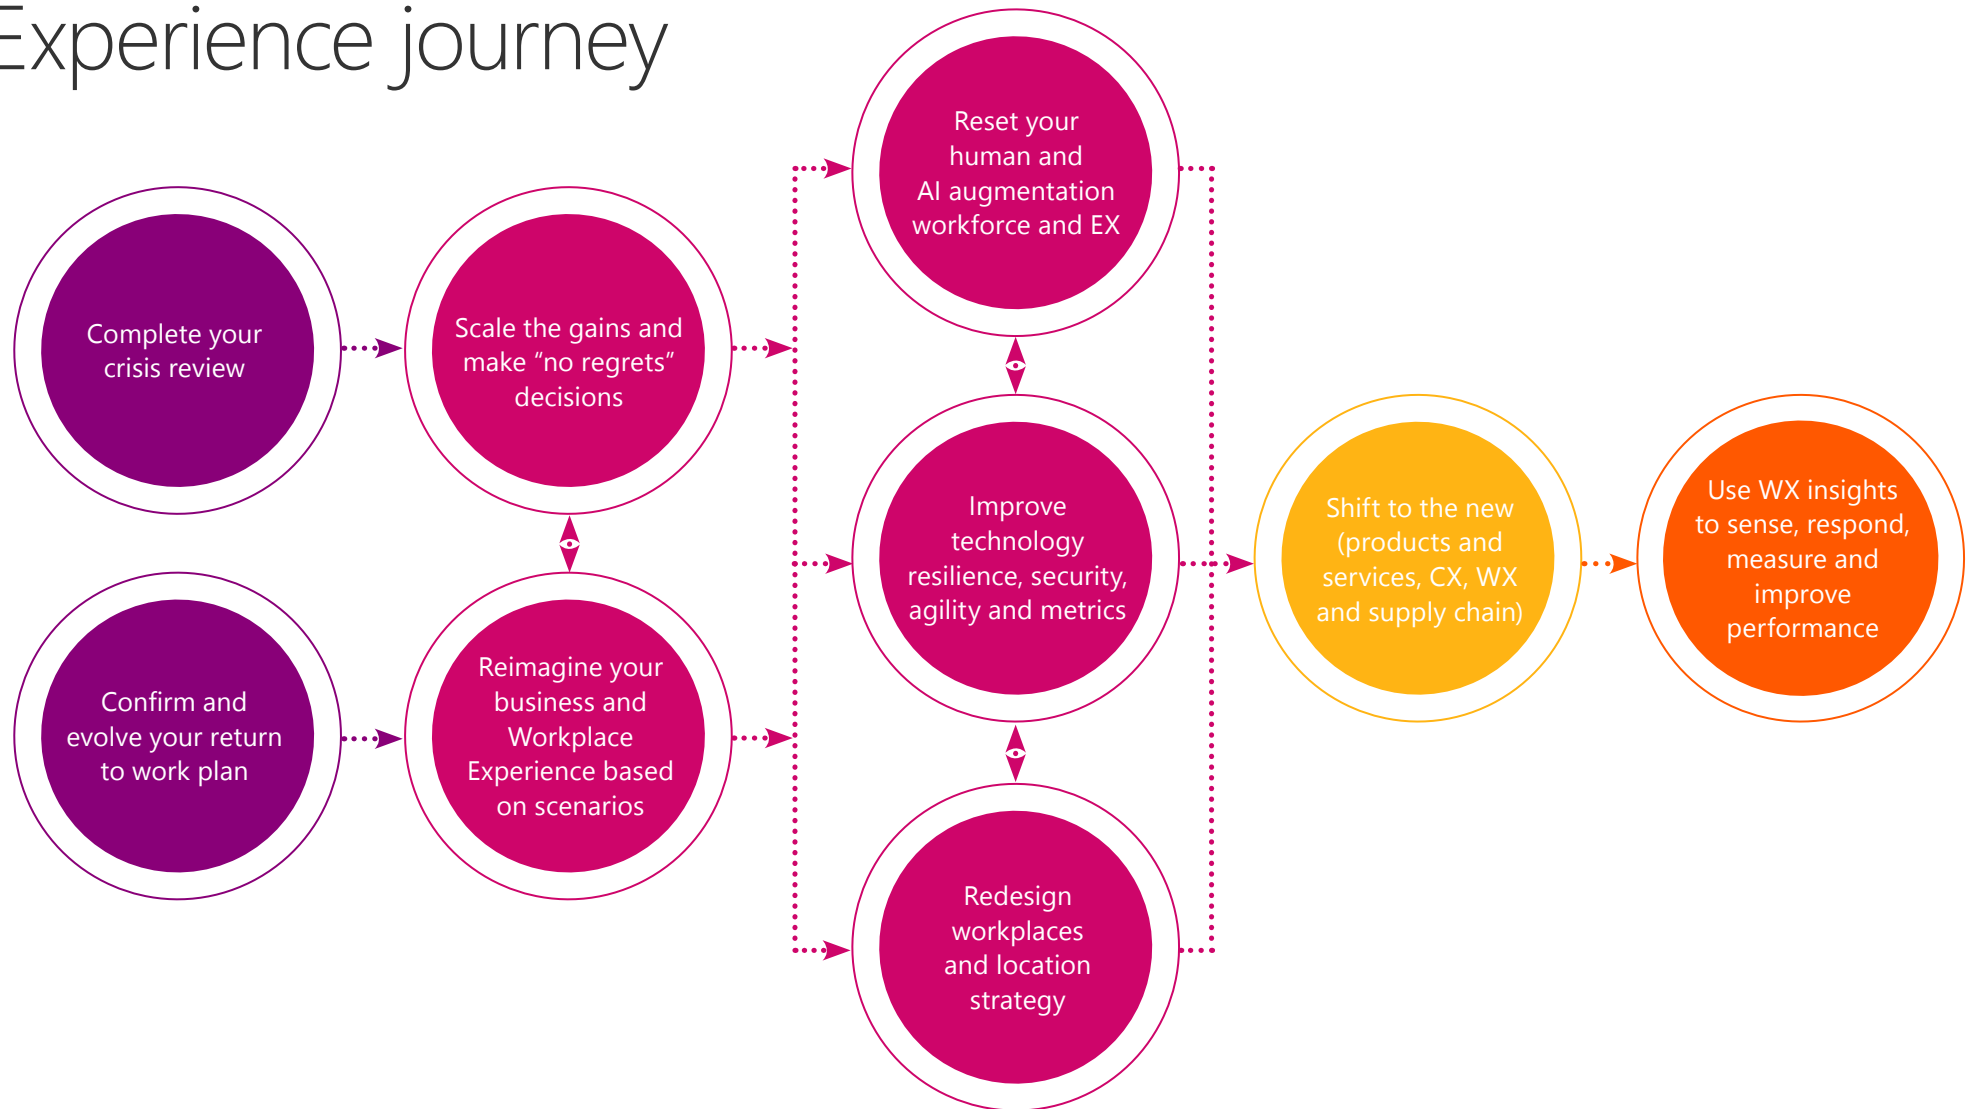 Experience journey
Complete your
crisis review
Confirm and
evolve your return
to work plan
Scale the gains and
make “no regrets”
decisions
Reimagine your
business and
Workplace
Experience based
on scenarios
Reset your
human and
AI augmentation
workforce and EX
Improve
technology
resilience, security,
agility and metrics
Redesign
workplaces
and location
strategy
Shift to the new
(products and
services, CX, WX
and supply chain)
Use WX insights
to sense, respond,
measure and
improve
performance